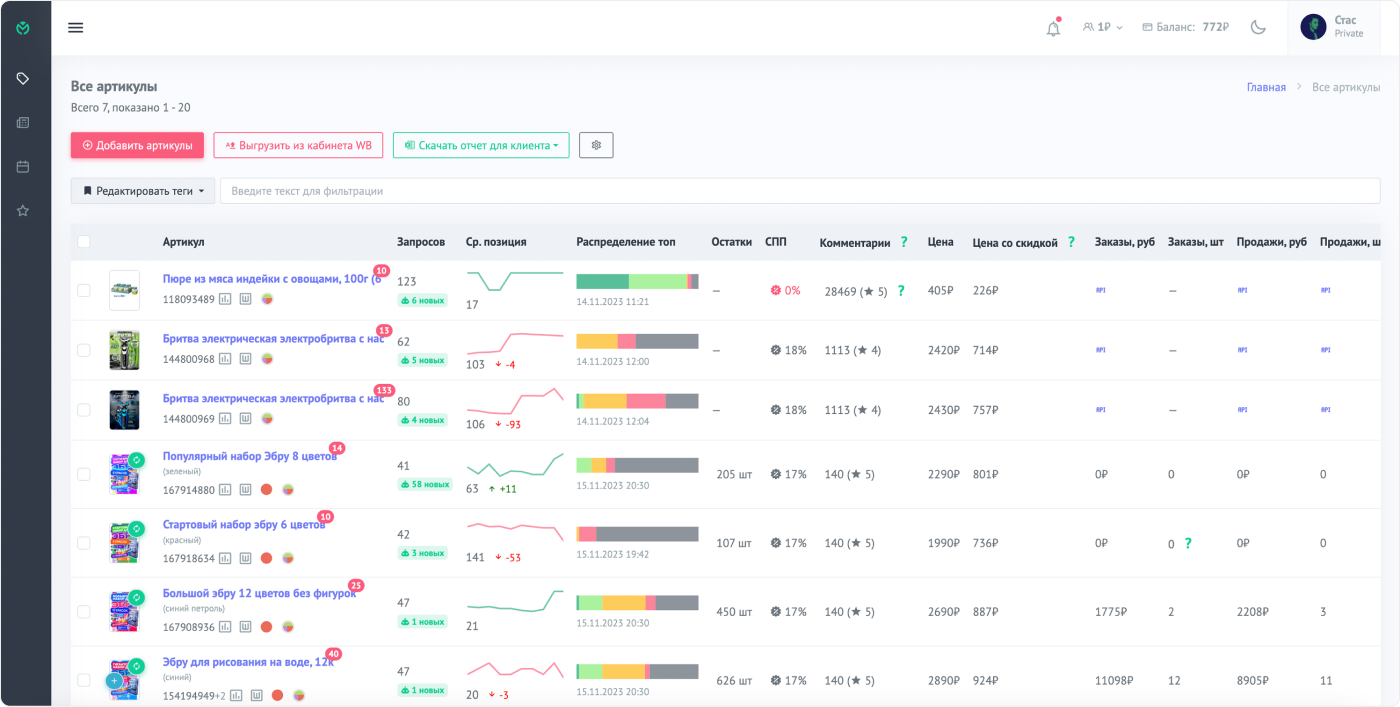 1₽
Баланс: 772₽
Стас
Private
Все артикулы
Всего 7, показано 1 - 20
Главная > Все артикулы
Добавить артикулы
Выгрузить из кабинета WB
Скачать отчет для клиента
Редактировать теги
Введите текст для фильтрации
Артикул Запросов Ср. позиция Распределение топ Остатки СПП Комментарии ? Цена Цена со скидкой ? Заказы, руб Заказы, шт Продажи, руб Продажи, ш
Пюре из мяса индейки с овощами, 100г (6 10
118093489
123
6 новых
17
14.11.2023 11:21
— 0% 28469 (★ 5) ? 405₽ 226₽ API — API API
Бритва электрическая электробритва с нас 13
144800968
62
5 новых
103 -4
14.11.2023 12:00
— 18% 1113 (★ 4) 2420₽ 714₽ API — API API
Бритва электрическая электробритва с нас 133
144800969
80
4 новых
106 -93
14.11.2023 12:04
— 18% 1113 (★ 4) 2430₽ 757₽ API — API API
Популярный набор Эбру 8 цветов 14
(зеленый)
167914880
41
58 новых
63 +11
15.11.2023 20:30
205 шт 17% 140 (★ 5) 2290₽ 801₽ 0₽ 0 0₽ 0
Стартовый набор эбру 6 цветов 10
(красный)
167918634
42
3 новых
141 -53
15.11.2023 19:42
107 шт 17% 140 (★ 5) 1990₽ 736₽ 0₽ 0 ? 0₽ 0
Большой эбру 12 цветов без фигурок 25
(синий петроль)
167908936
47
1 новых
21
15.11.2023 20:30
450 шт 17% 140 (★ 5) 2690₽ 887₽ 1775₽ 2 2208₽ 3
Эбру для рисования на воде, 12к 40
(синий)
154194949+2
47
1 новых
20 -3
15.11.2023 20:30
626 шт 17% 140 (★ 5) 2890₽ 924₽ 11098₽ 12 8905₽ 11